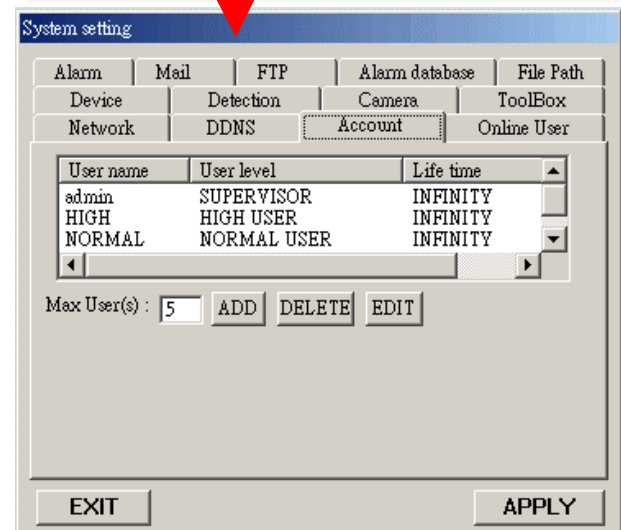 System setting
Alarm Mail FTP Alarm database File Path
Device Detection Camera ToolBox
Network DDNS Account Online User
User name User level Life time
admin SUPERVISOR INFINITY
HIGH HIGH USER INFINITY
NORMAL NORMAL USER INFINITY
Max User(s) : 5 ADD DELETE EDIT
EXIT APPLY